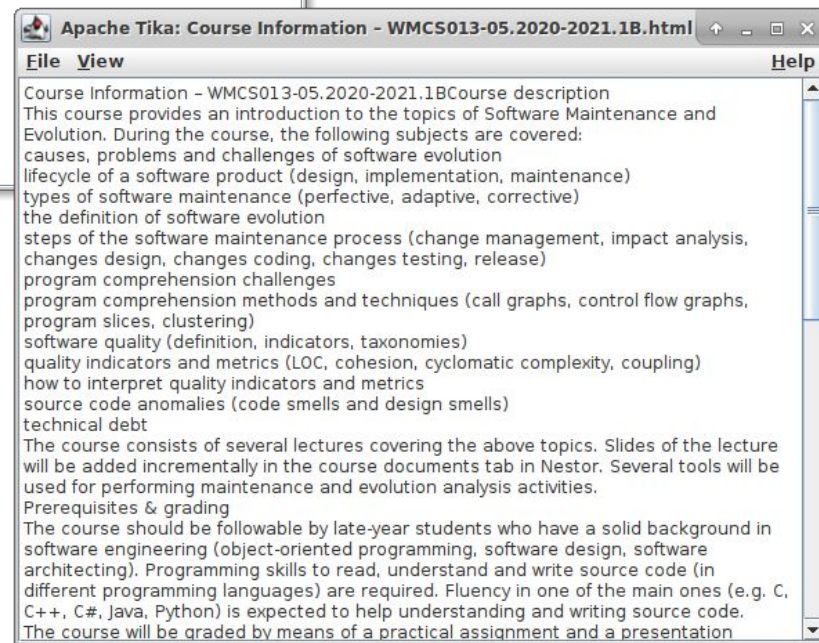 Apache Tika: Course Information – WMCS013-05.2020-2021.1B.html
File View Help
Course Information – WMCS013-05.2020-2021.1BCourse description
This course provides an introduction to the topics of Software Maintenance and
Evolution. During the course, the following subjects are covered:
causes, problems and challenges of software evolution
lifecycle of a software product (design, implementation, maintenance)
types of software maintenance (perfective, adaptive, corrective)
the definition of software evolution
steps of the software maintenance process (change management, impact analysis,
changes design, changes coding, changes testing, release)
program comprehension challenges
program comprehension methods and techniques (call graphs, control flow graphs,
program slices, clustering)
software quality (definition, indicators, taxonomies)
quality indicators and metrics (LOC, cohesion, cyclomatic complexity, coupling)
how to interpret quality indicators and metrics
source code anomalies (code smells and design smells)
technical debt
The course consists of several lectures covering the above topics. Slides of the lecture
will be added incrementally in the course documents tab in Nestor. Several tools will be
used for performing maintenance and evolution analysis activities.
Prerequisites & grading
The course should be followable by late-year students who have a solid background in
software engineering (object-oriented programming, software design, software
architecting). Programming skills to read, understand and write source code (in
different programming languages) are required. Fluency in one of the main ones (e.g. C,
C++, C#, Java, Python) is expected to help understanding and writing source code.
The course will be graded by means of a practical assignment and a presentation